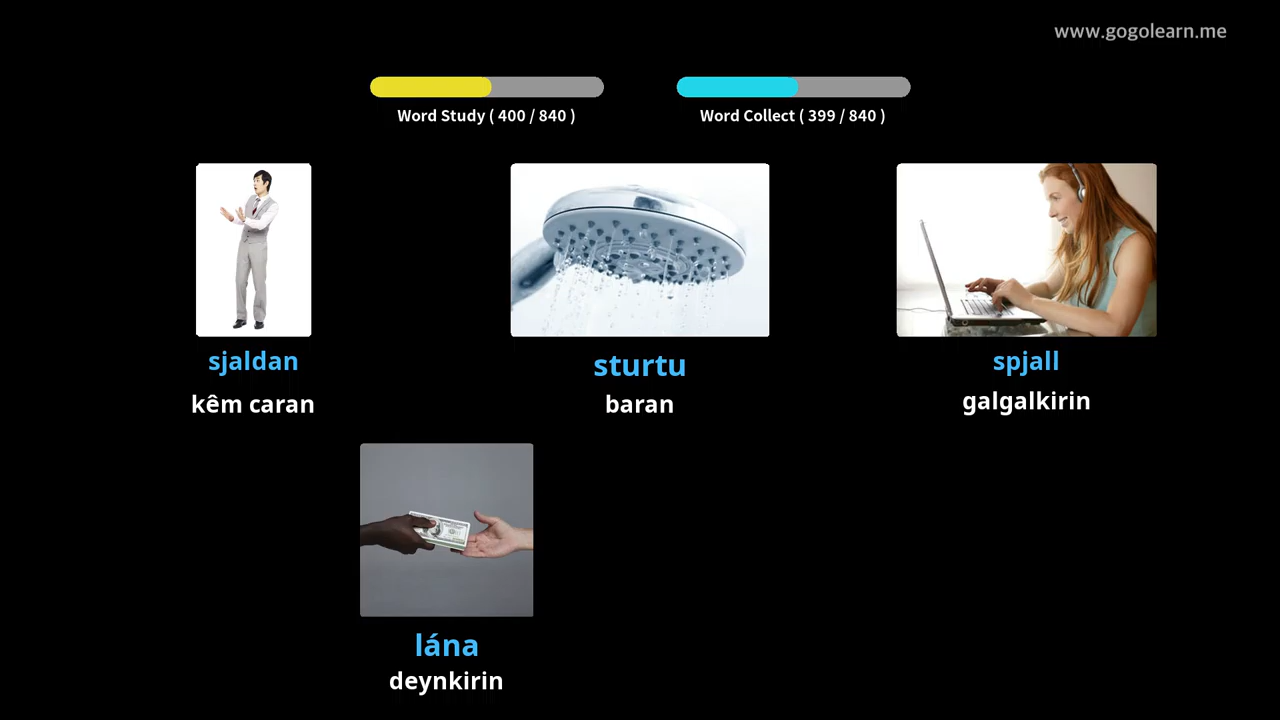 www.gogolearn.me
Word Study ( 400 / 840 )
Word Collect ( 399 / 840 )
sjaldan
kêm caran
sturtu
baran
spjall
galgalkirin
lána
deynkirin